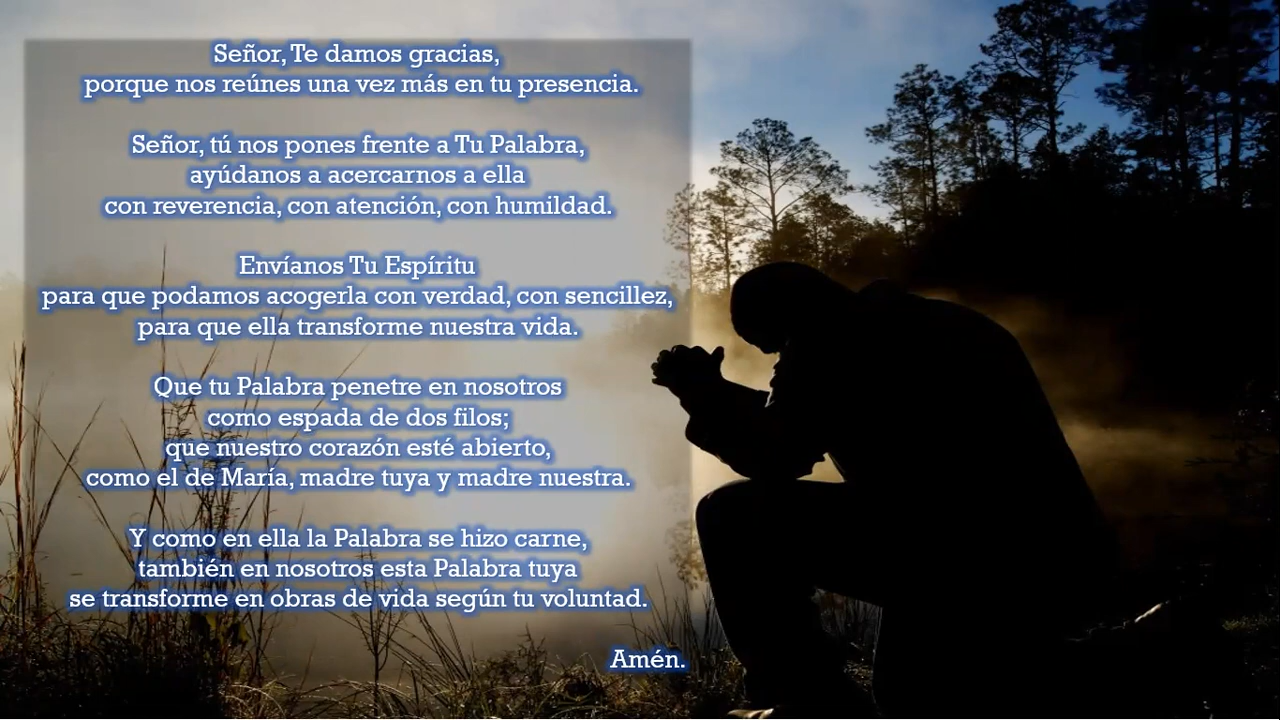 Señor, Te damos gracias,
porque nos reúnes una vez más en tu presencia.
Señor, tú nos pones frente a Tu Palabra,
ayúdanos a acercarnos a ella
con reverencia, con atención, con humildad.
Envíanos Tu Espíritu
para que podamos acogerla con verdad, con sencillez,
para que ella transforme nuestra vida.
Que tu Palabra penetre en nosotros
como espada de dos filos;
que nuestro corazón esté abierto,
como el de María, madre tuya y madre nuestra.
Y como en ella la Palabra se hizo carne,
también en nosotros esta Palabra tuya
se transforme en obras de vida según tu voluntad.
Amén.